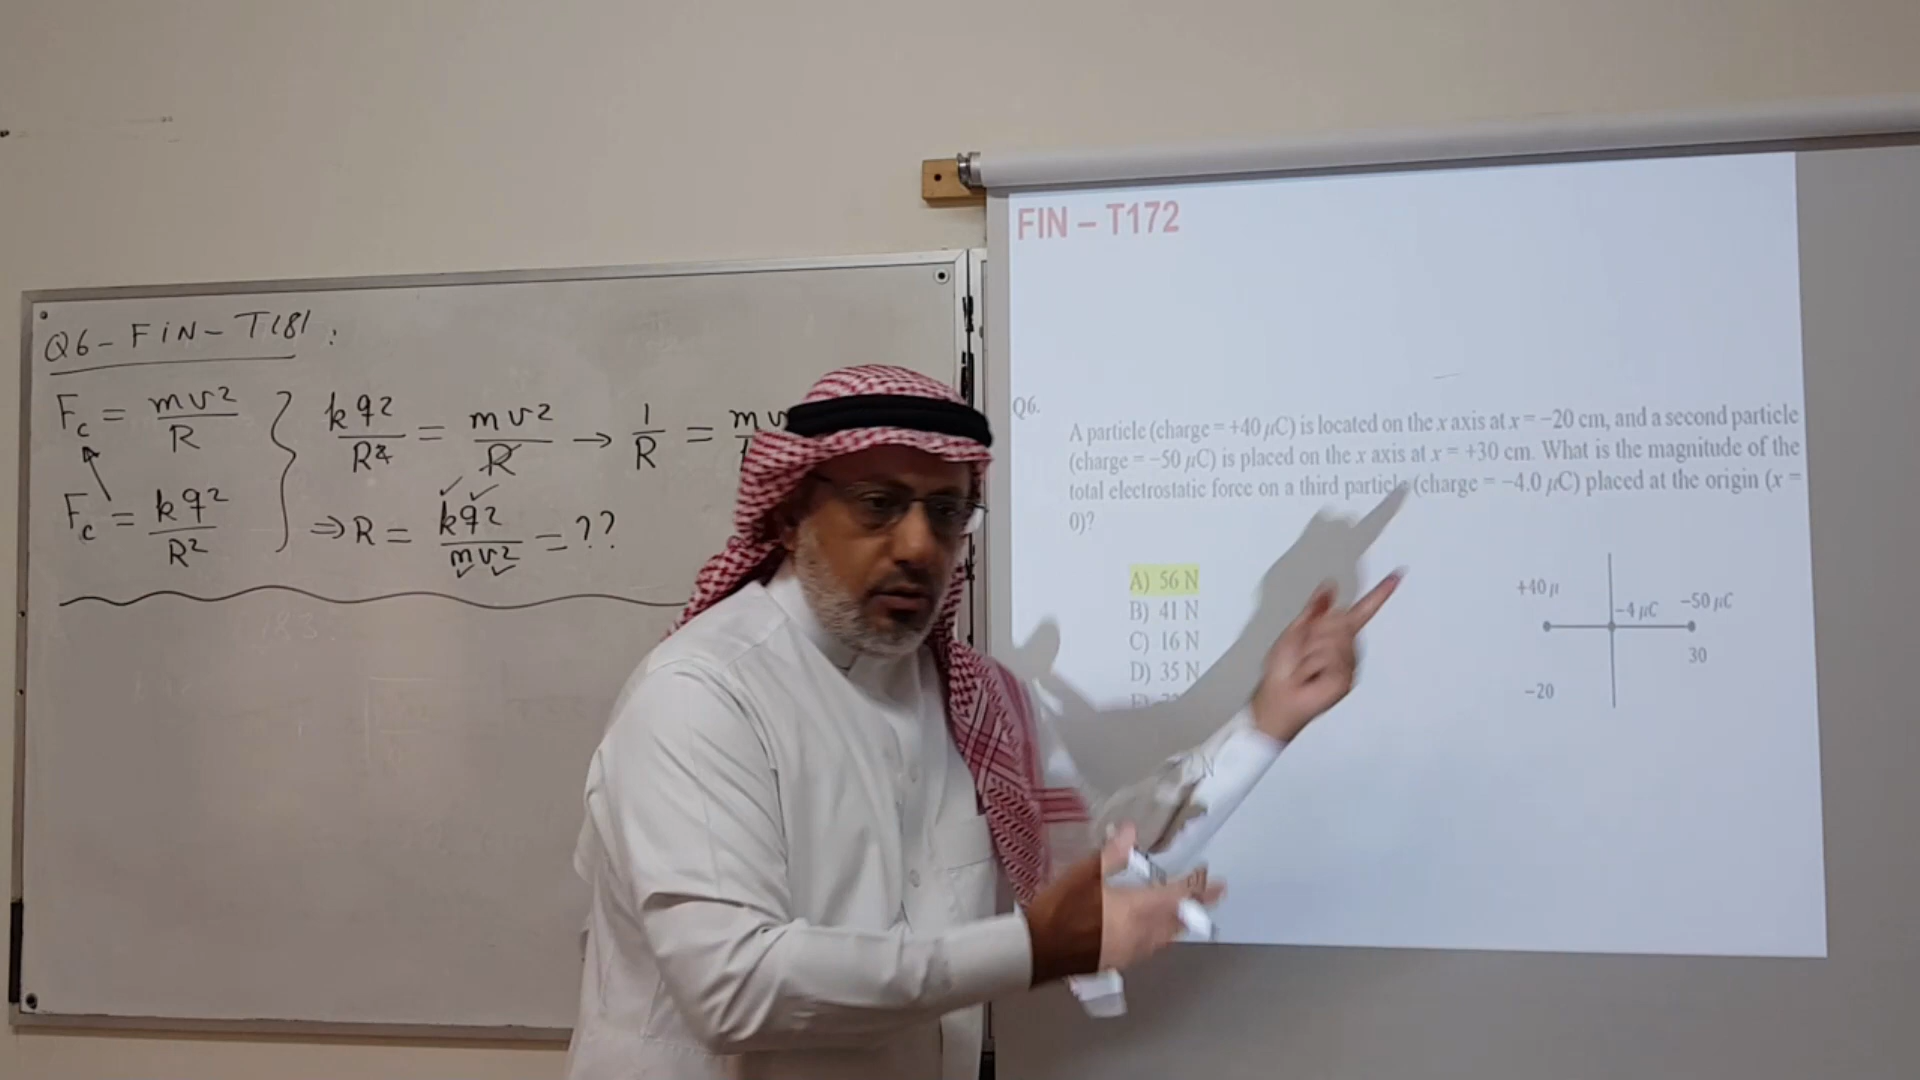 Q6-FiN-T181:
Fc = mv²/R } kq²/R² = mv²/R → 1/R = mv
Fc = kq²/R² ⇒ R = kq²/mv² = ??
FIN – T172
Q6.
A particle (charge = +40 µC) is located on the x axis at x = −20 cm, and a second particle
(charge = −50 µC) is placed on the x axis at x = +30 cm. What is the magnitude of the
total electrostatic force on a third particle (charge = −4.0 µC) placed at the origin (x =
0)?
A) 56 N
B) 41 N
C) 16 N
D) 35 N
+40 µ
−4 µC
−50 µC
30
−20